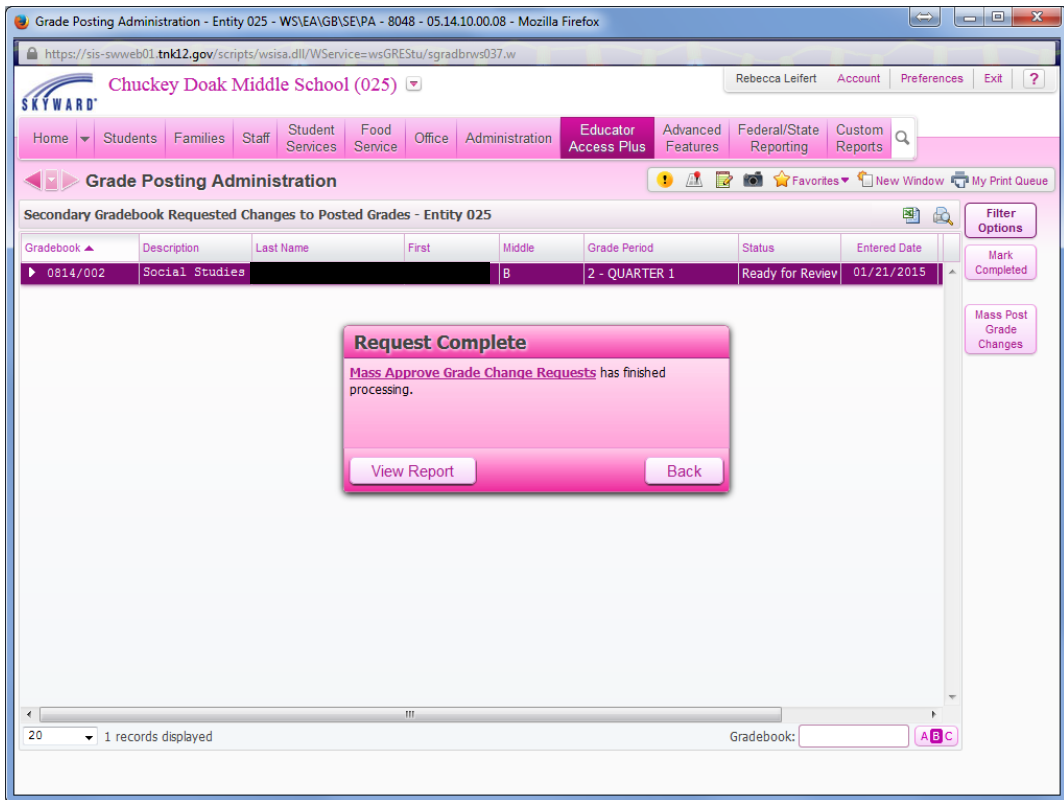 Grade Posting Administration - Entity 025 - WS\EA\GB\SE\PA - 8048 - 05.14.10.00.08 - Mozilla Firefox
https://sis-swweb01.tnk12.gov/scripts/wsisa.dll/WService=wsGREStu/sgradbrws037.w
SKYWARD
Chuckey Doak Middle School (025)
Rebecca Leifert Account Preferences Exit ?
Home Students Families Staff Student Services Food Service Office Administration Educator Access Plus Advanced Features Federal/State Reporting Custom Reports
Grade Posting Administration
Favorites New Window My Print Queue
Secondary Gradebook Requested Changes to Posted Grades - Entity 025
Filter Options
Gradebook Description Last Name First Middle Grade Period Status Entered Date
Mark Completed
0814/002 Social Studies B 2 - QUARTER 1 Ready for Review 01/21/2015
Mass Post Grade Changes
Request Complete
Mass Approve Grade Change Requests has finished
processing.
View Report Back
20 1 records displayed Gradebook: A B C